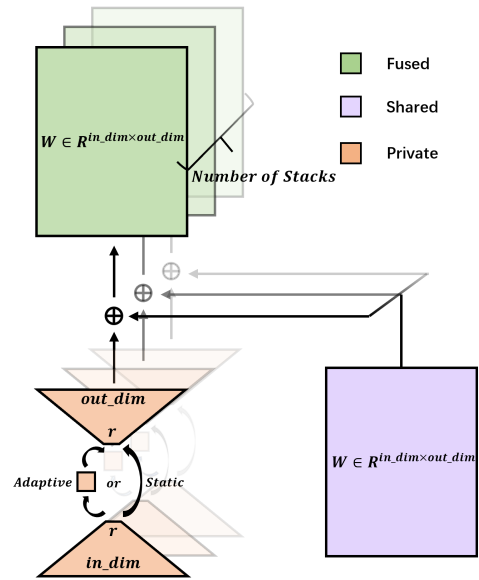 W ∈ R^{in_dim×out_dim}
Number of Stacks
Fused
Shared
Private
out_dim
r
Adaptive
or
Static
r
in_dim
W ∈ R^{in_dim×out_dim}